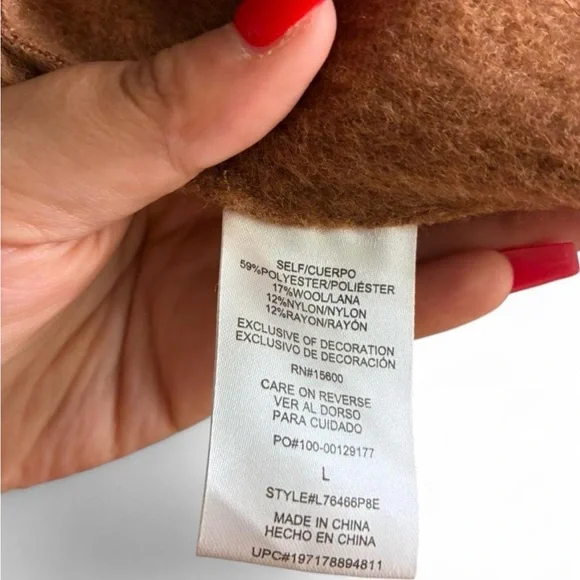 SELF/CUERPO
59%POLYESTER/POLIÉSTER
17%WOOL/LANA
12%NYLON/NYLON
12%RAYON/RAYÓN
EXCLUSIVE OF DECORATION
EXCLUSIVO DE DECORACIÓN
RN#15600
CARE ON REVERSE
VER AL DORSO
PARA CUIDADO
PO#100-00129177
L
STYLE#L76466P8E
MADE IN CHINA
HECHO EN CHINA
UPC#197178894811